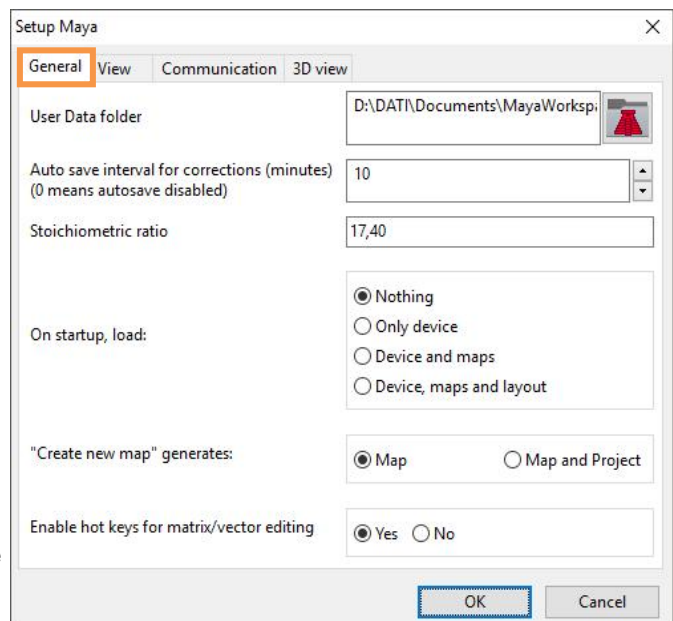 Setup Maya
General View Communication 3D view
User Data folder
D:\DATI\Documents\MayaWorkspa
Auto save interval for corrections (minutes)
(0 means autosave disabled)
10
Stoichiometric ratio
17,40
On startup, load:
Nothing
Only device
Device and maps
Device, maps and layout
"Create new map" generates:
Map
Map and Project
Enable hot keys for matrix/vector editing
Yes
No
OK
Cancel